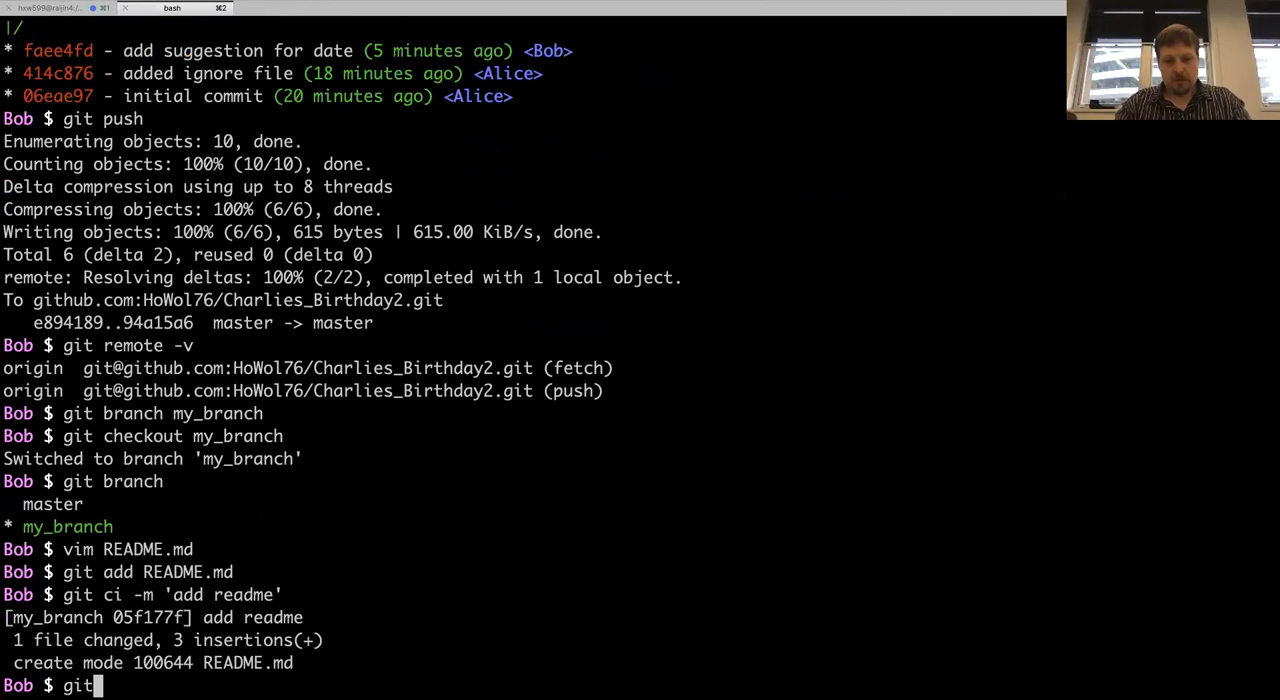 hxw599@raijin4:/... ⌘1
bash ⌘2
|/
* faee4fd - add suggestion for date (5 minutes ago) <Bob>
* 414c876 - added ignore file (18 minutes ago) <Alice>
* 06eae97 - initial commit (20 minutes ago) <Alice>
Bob $ git push
Enumerating objects: 10, done.
Counting objects: 100% (10/10), done.
Delta compression using up to 8 threads
Compressing objects: 100% (6/6), done.
Writing objects: 100% (6/6), 615 bytes | 615.00 KiB/s, done.
Total 6 (delta 2), reused 0 (delta 0)
remote: Resolving deltas: 100% (2/2), completed with 1 local object.
To github.com:HoWol76/Charlies_Birthday2.git
e894189..94a15a6  master -> master
Bob $ git remote -v
origin  git@github.com:HoWol76/Charlies_Birthday2.git (fetch)
origin  git@github.com:HoWol76/Charlies_Birthday2.git (push)
Bob $ git branch my_branch
Bob $ git checkout my_branch
Switched to branch 'my_branch'
Bob $ git branch
master
* my_branch
Bob $ vim README.md
Bob $ git add README.md
Bob $ git ci -m 'add readme'
[my_branch 05f177f] add readme
1 file changed, 3 insertions(+)
create mode 100644 README.md
Bob $ git